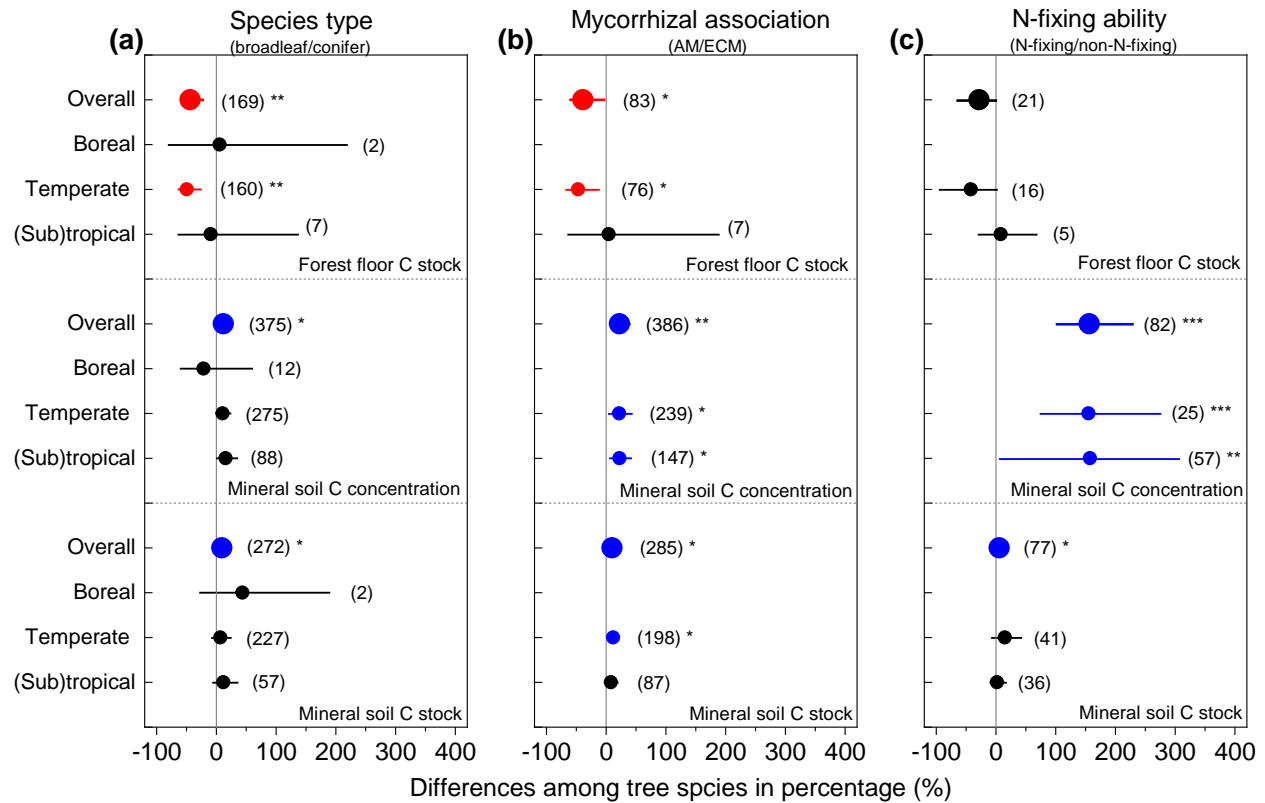 (a) Species type (b) Mycorrhizal association (c) N-fixing ability
(broadleaf/conifer) (AM/ECM) (N-fixing/non-N-fixing)
Overall (169) ** (83) * (21)
Boreal (2)
Temperate (160) ** (76) * (16)
(Sub)tropical (7) (7) (5)
Forest floor C stock Forest floor C stock Forest floor C stock
Overall (375) * (386) ** (82) ***
Boreal (12)
Temperate (275) (239) * (25) ***
(Sub)tropical (88) (147) * (57) **
Mineral soil C concentration Mineral soil C concentration Mineral soil C concentration
Overall (272) * (285) * (77) *
Boreal (2)
Temperate (227) (198) * (41)
(Sub)tropical (57) (87) (36)
Mineral soil C stock Mineral soil C stock Mineral soil C stock
-100 0 100 200 300 400 -100 0 100 200 300 400 -100 0 100 200 300 400
Differences among tree spcies in percentage (%)